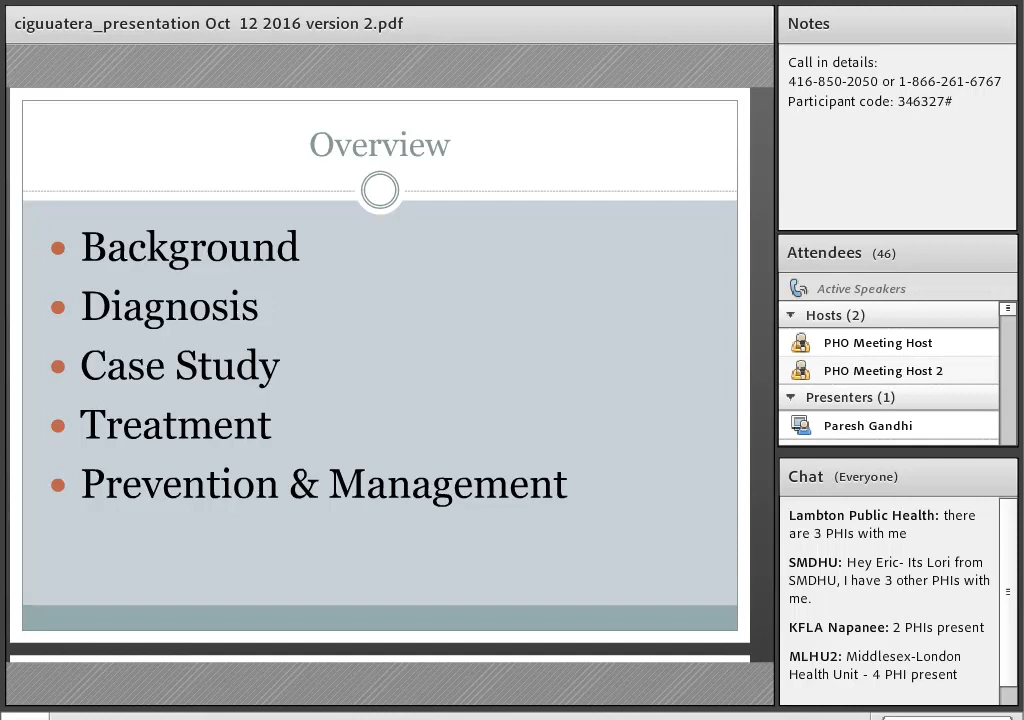 ciguuatera_presentation Oct  12 2016 version 2.pdf
Overview
• Background
• Diagnosis
• Case Study
• Treatment
• Prevention & Management
Notes
Call in details:
416-850-2050 or 1-866-261-6767
Participant code: 346327#
Attendees (46)
Active Speakers
Hosts (2)
PHO Meeting Host
PHO Meeting Host 2
Presenters (1)
Paresh Gandhi
Chat (Everyone)
Lambton Public Health: there
are 3 PHIs with me
SMDHU: Hey Eric- Its Lori from
SMDHU, I have 3 other PHIs with
me.
KFLA Napanee: 2 PHIs present
MLHU2: Middlesex-London
Health Unit - 4 PHI present